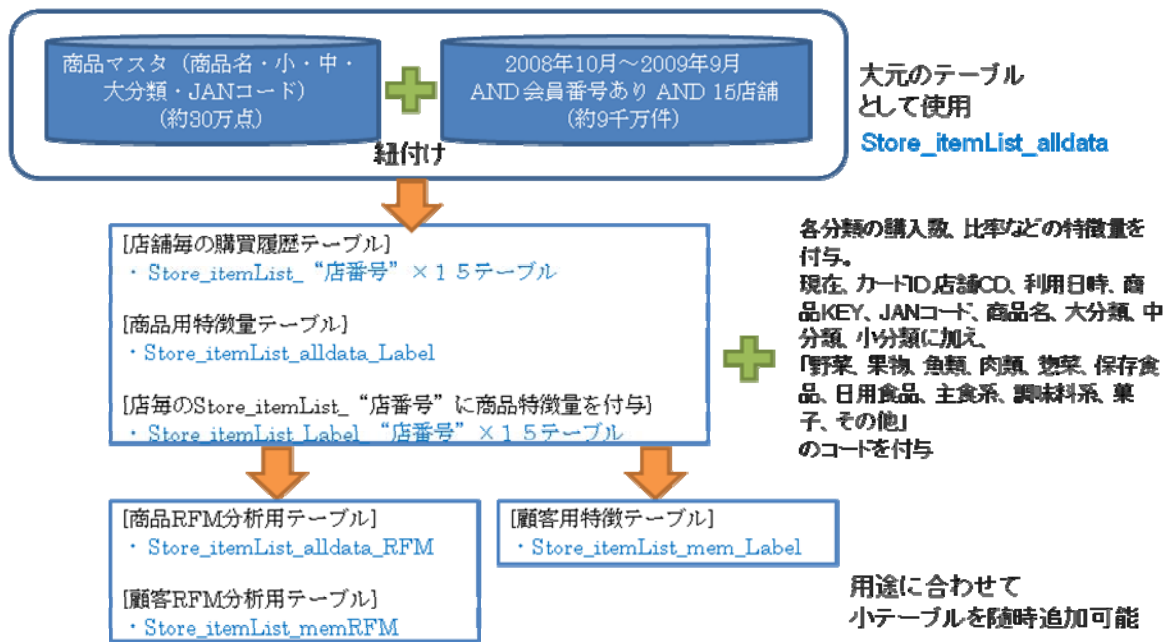 商品マスタ（商品名・小・中・
大分類・JANコード）
(約30万点)
2008年10月～2009年9月
AND 会員番号あり AND 15店舗
(約9千万件)
紐付け
大元のテーブル
として使用
Store_itemList_alldata
[店舗毎の購買履歴テーブル]
・Store_itemList_“店番号”×１５テーブル
[商品用特徴量テーブル]
・Store_itemList_alldata_Label
[店毎のStore_itemList_“店番号”に商品特徴量を付与]
・Store_itemList_Label_“店番号”×１５テーブル
各分類の購入数、比率などの特徴量を
付与。
現在、カードID店舗CD、利用日時、商
品KEY、JANコード、商品名、大分類、中
分類、小分類に加え、
「野菜、果物、魚類、肉類、惣菜、保存食
品、日用食品、主食系、調味料系、菓
子、その他」
のコードを付与
[商品RFM分析用テーブル]
・Store_itemList_alldata_RFM
[顧客RFM分析用テーブル]
・Store_itemList_memRFM
[顧客用特徴テーブル]
・Store_itemList_mem_Label
用途に合わせて
小テーブルを随時追加可能